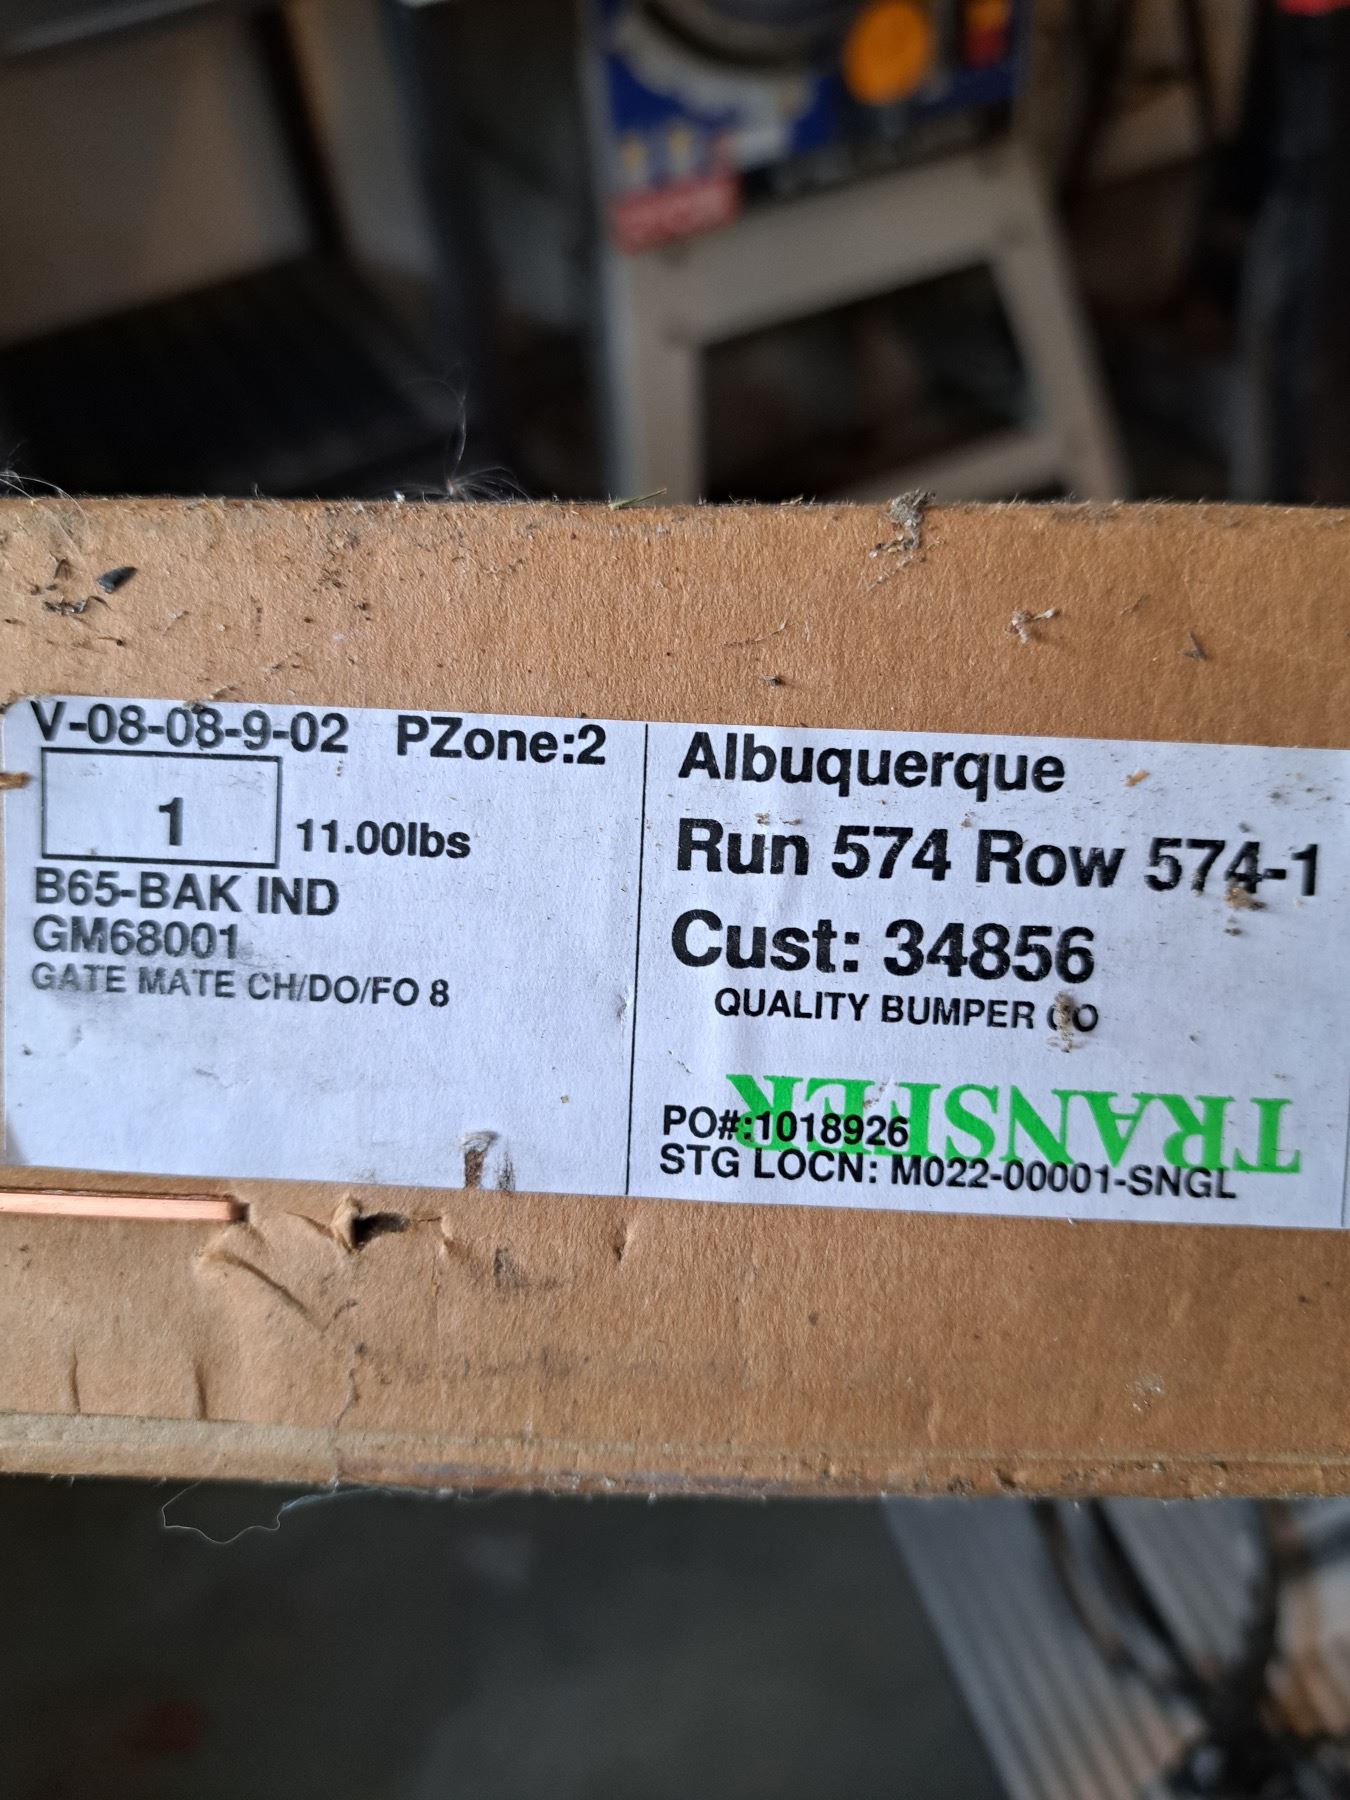 V-08-08-9-02 PZone:2
1
11.00lbs
B65-BAK IND
GM68001
GATE MATE CH/DO/FO 8
Albuquerque
Run 574 Row 574-1
Cust: 34856
QUALITY BUMPER CO
TRANSFER
PO#:1018926
STG LOCN: M022-00001-SNGL